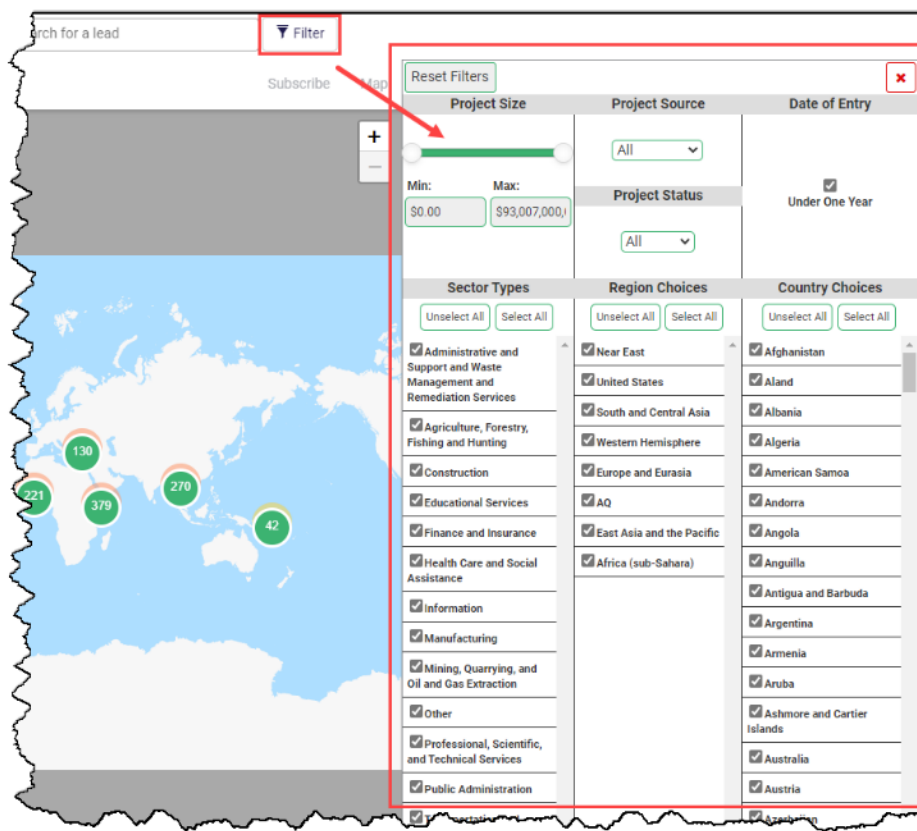 rch for a lead
Filter
Subscribe
Map
Reset Filters
Project Size
Project Source
Date of Entry
+
All
−
Min:
Max:
$0.00
$93,007,000,
Project Status
Under One Year
All
Sector Types
Region Choices
Country Choices
Unselect All
Select All
Unselect All
Select All
Unselect All
Select All
Administrative and
Support and Waste
Management and
Remediation Services
Agriculture, Forestry,
Fishing and Hunting
Construction
Educational Services
Finance and Insurance
Health Care and Social
Assistance
Information
Manufacturing
Mining, Quarrying, and
Oil and Gas Extraction
Other
Professional, Scientific,
and Technical Services
Public Administration
Near East
United States
South and Central Asia
Western Hemisphere
Europe and Eurasia
AQ
East Asia and the Pacific
Africa (sub-Sahara)
Afghanistan
Aland
Albania
Algeria
American Samoa
Andorra
Angola
Anguilla
Antigua and Barbuda
Argentina
Armenia
Aruba
Ashmore and Cartier
Islands
Australia
Austria
Azerbaijan
130
221
379
270
42